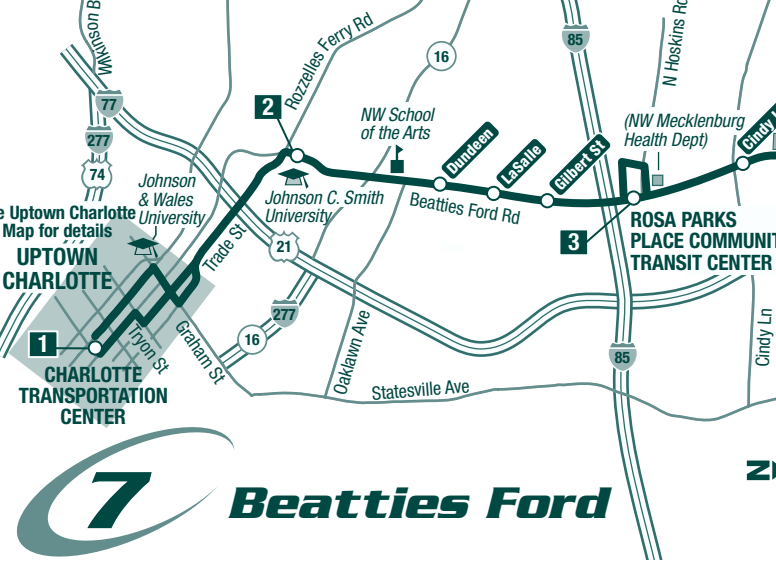 Wilkinson B
Rozzelles Ferry Rd
16
85
N Hoskins Rd
77
277
74
2
NW School
of the Arts
Dundeen
LaSalle
Gilbert St
(NW Mecklenburg
Health Dept)
Cindy
Johnson
& Wales
University
Johnson C. Smith
University
Beatties Ford Rd
e Uptown Charlotte
Map for details
UPTOWN
CHARLOTTE
Trade St
21
3
ROSA PARKS
PLACE COMMUNIT
TRANSIT CENTER
277
16
1
Tryon St
Graham St
Oaklawn Ave
85
Cindy Ln
CHARLOTTE
TRANSPORTATION
CENTER
Statesville Ave
N
7 Beatties Ford